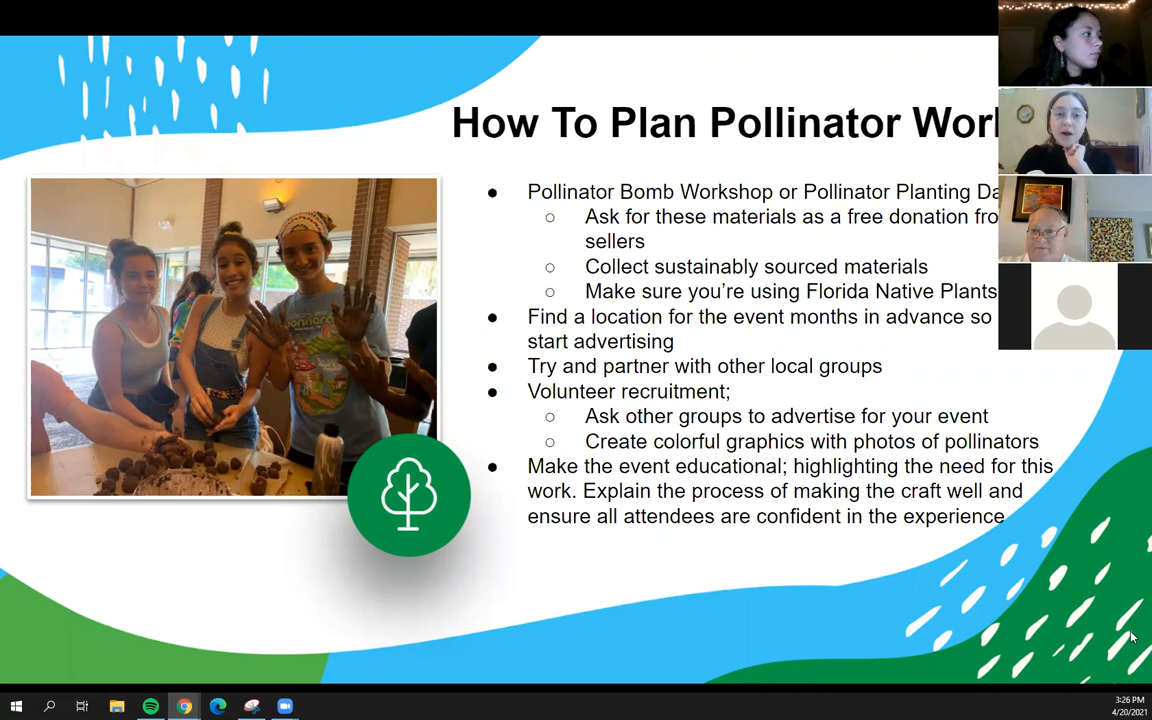 How To Plan Pollinator
● Pollinator Bomb Workshop or Pollinator Planting
○ Ask for these materials as a free donation
sellers
○ Collect sustainably sourced materials
○ Make sure you’re using Florida Native Plants
● Find a location for the event months in advance so
start advertising
● Try and partner with other local groups
● Volunteer recruitment;
○ Ask other groups to advertise for your event
○ Create colorful graphics with photos of pollinators
● Make the event educational; highlighting the need for this
work. Explain the process of making the craft well and
ensure all attendees are confident in the experience
3:26 PM
4/20/2021